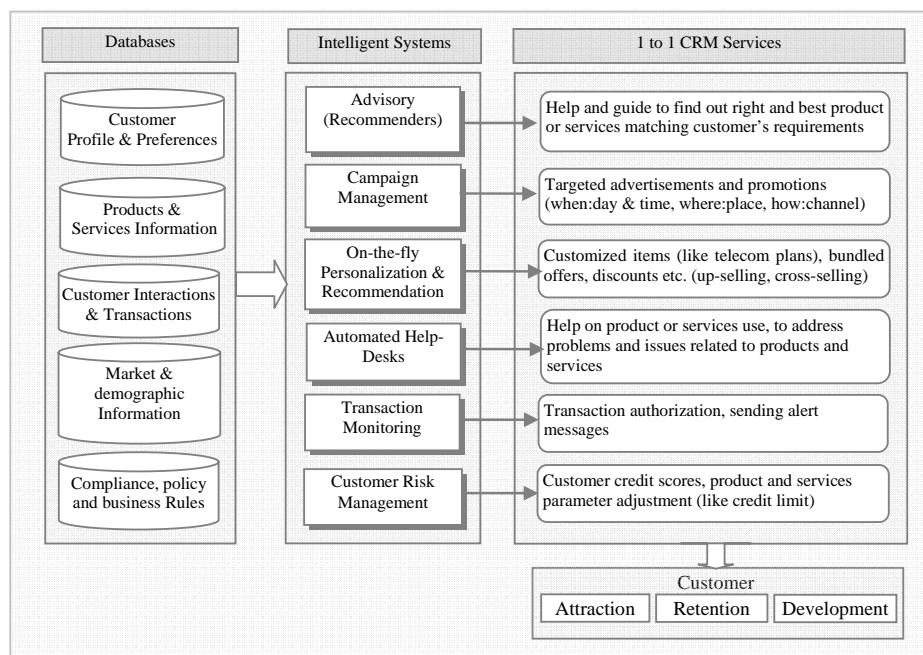 Databases
Customer
Profile & Preferences
Products &
Services Information
Customer Interactions
& Transactions
Market &
demographic
Information
Compliance, policy
and business Rules
Intelligent Systems
Advisory
(Recommenders)
Campaign
Management
On-the-fly
Personalization &
Recommendation
Automated Help-
Desks
Transaction
Monitoring
Customer Risk
Management
1 to 1 CRM Services
Help and guide to find out right and best product
or services matching customer’s requirements
Targeted advertisements and promotions
(when:day & time, where:place, how:channel)
Customized items (like telecom plans), bundled
offers, discounts etc. (up-selling, cross-selling)
Help on product or services use, to address
problems and issues related to products and
services
Transaction authorization, sending alert
messages
Customer credit scores, product and services
parameter adjustment (like credit limit)
Customer
Attraction
Retention
Development